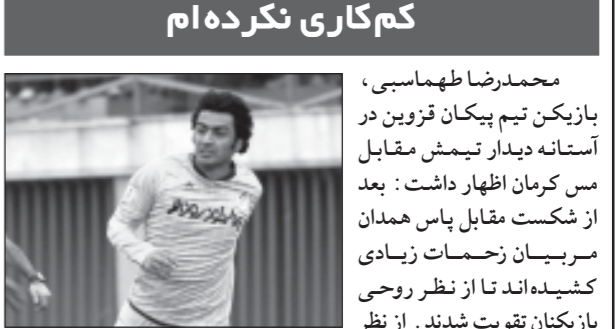 کم‌کاری نکرده‌ام
محمدرضا طهماسبی،
بازیکن تیم پیکان قزوین در
آستانه دیدار تیمش مقابل
مس کرمان اظهار داشت: بعد
از شکست مقابل پاس همدان
مربیان زحمات زیادی
کشیده‌اند تا از نظر روحی
بازیکنان تقویت شدند. از نظر